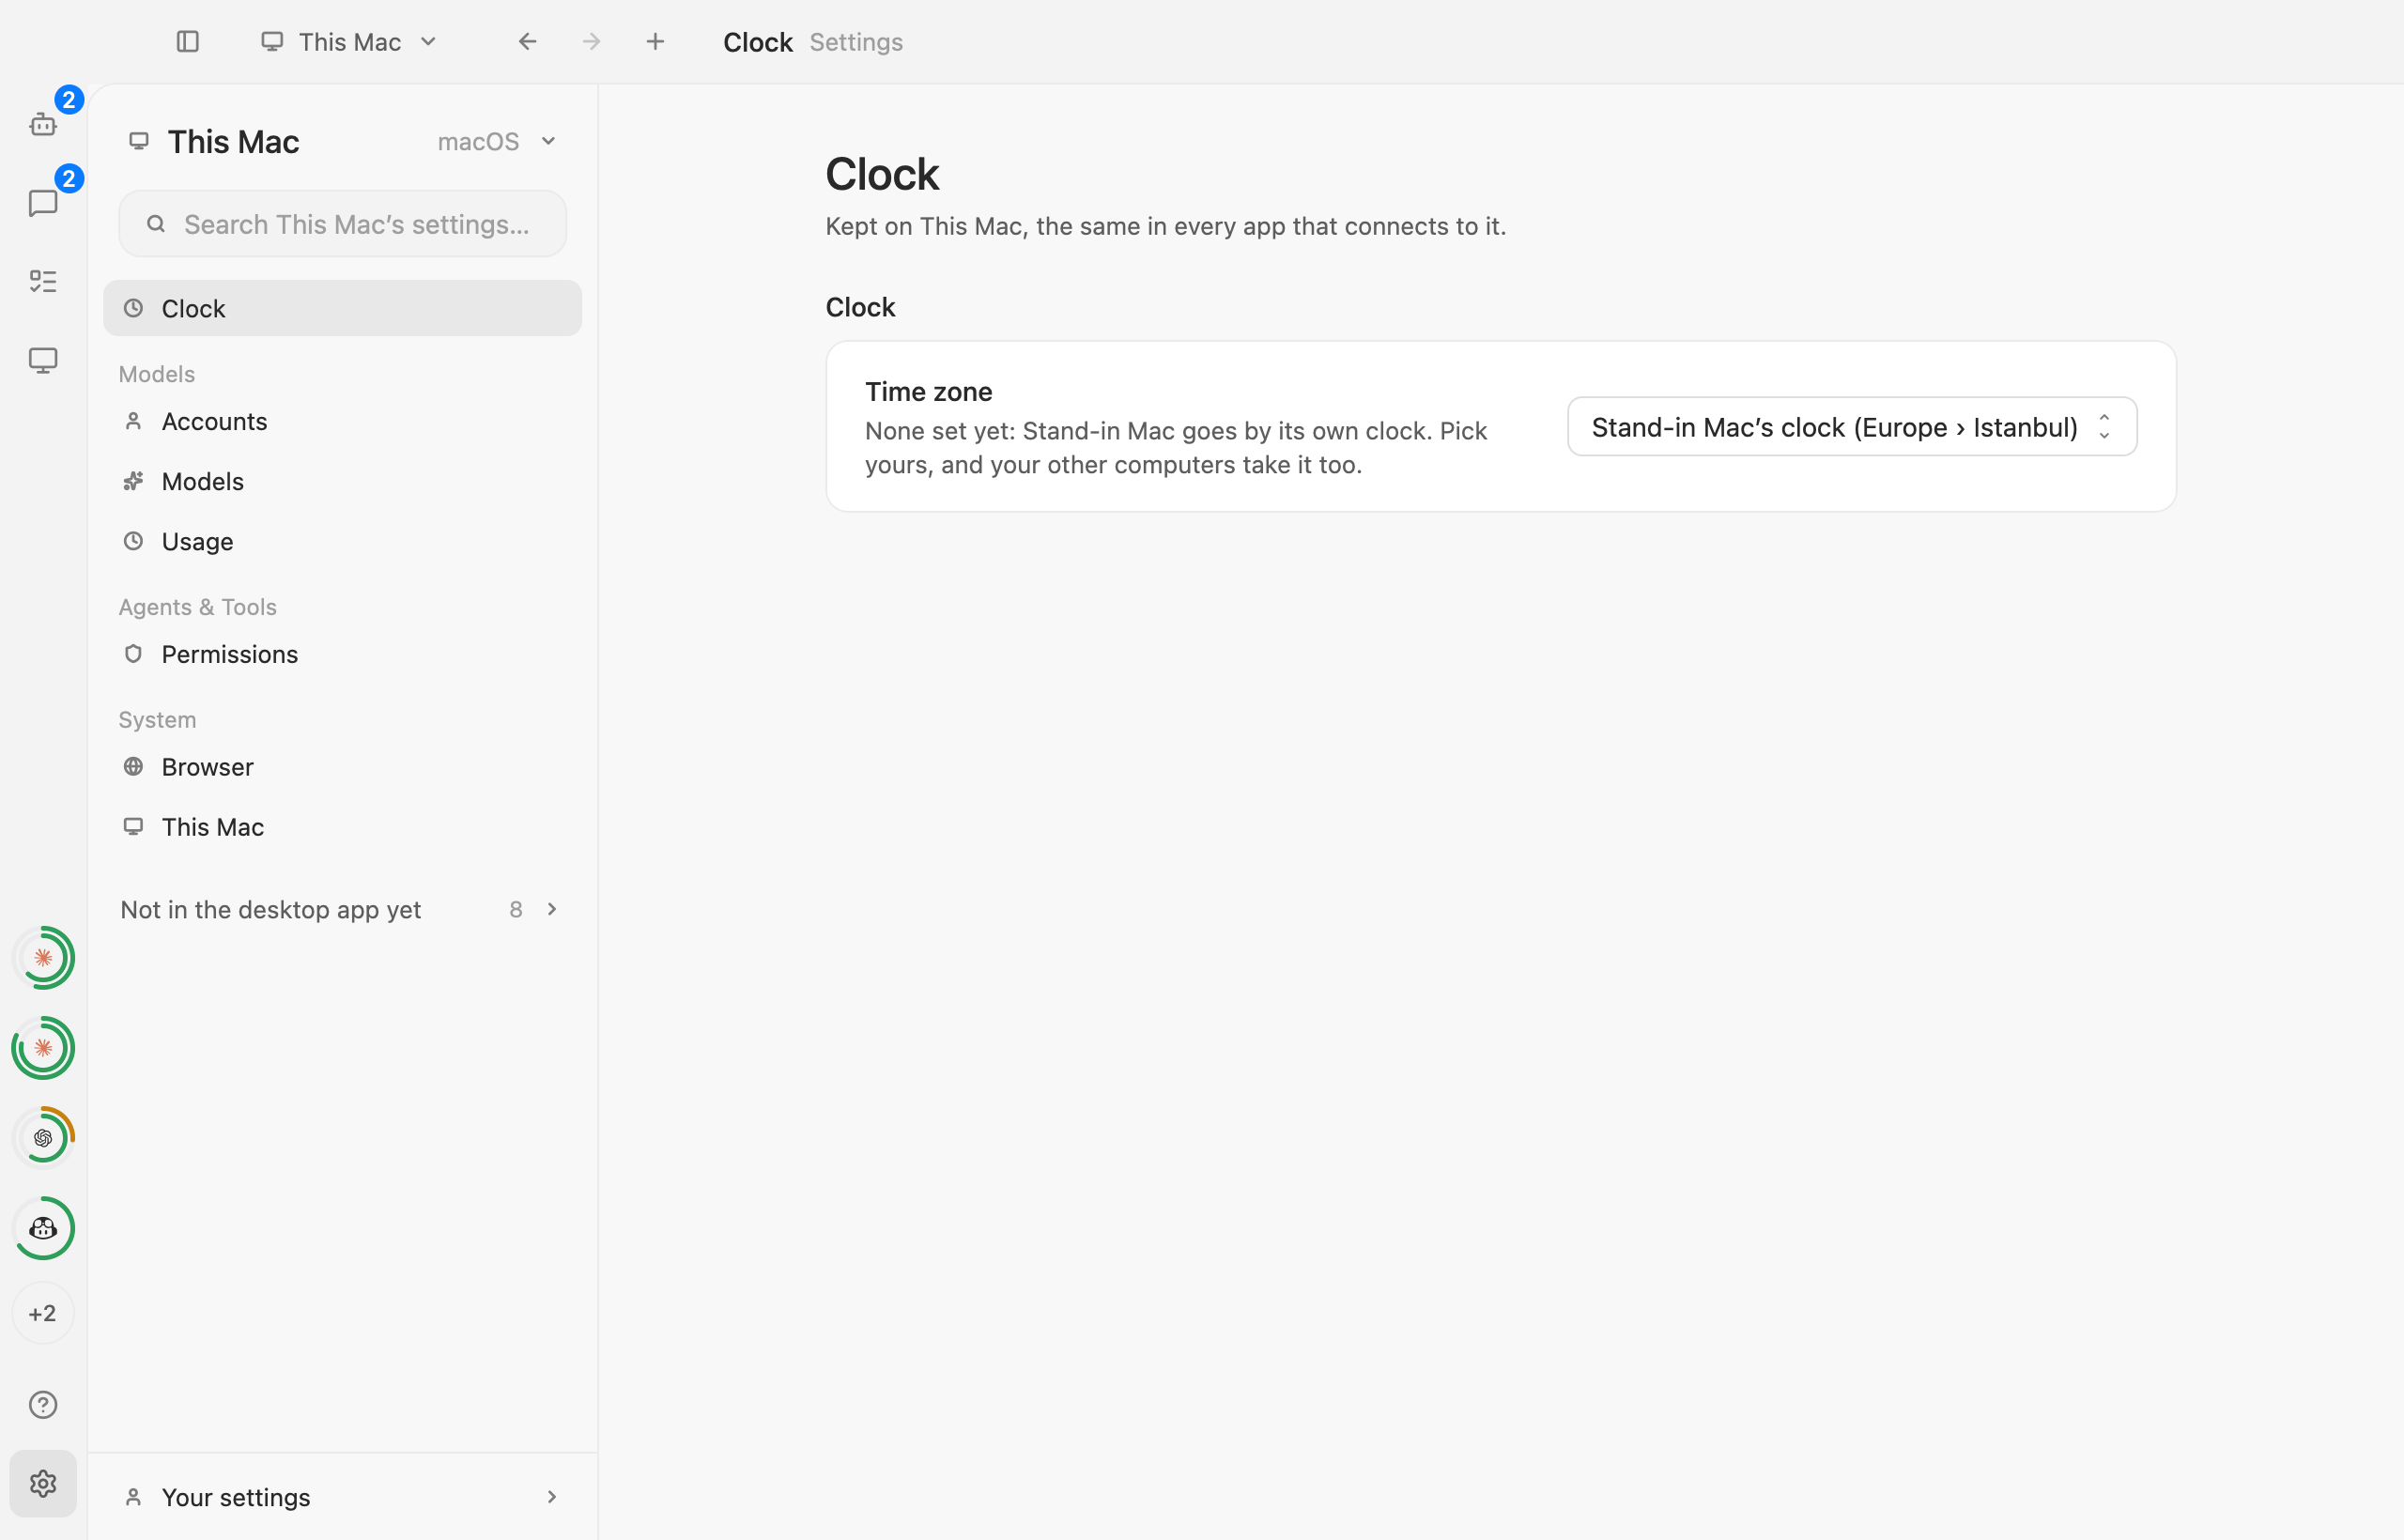 This Mac
Clock Settings
2
2
This Mac
macOS
Search This Mac’s settings...
Clock
Models
Accounts
Models
Usage
Agents & Tools
Permissions
System
Browser
This Mac
Not in the desktop app yet
8
+2
Your settings
Clock
Kept on This Mac, the same in every app that connects to it.
Clock
Time zone
None set yet: Stand-in Mac goes by its own clock. Pick
yours, and your other computers take it too.
Stand-in Mac’s clock (Europe › Istanbul)